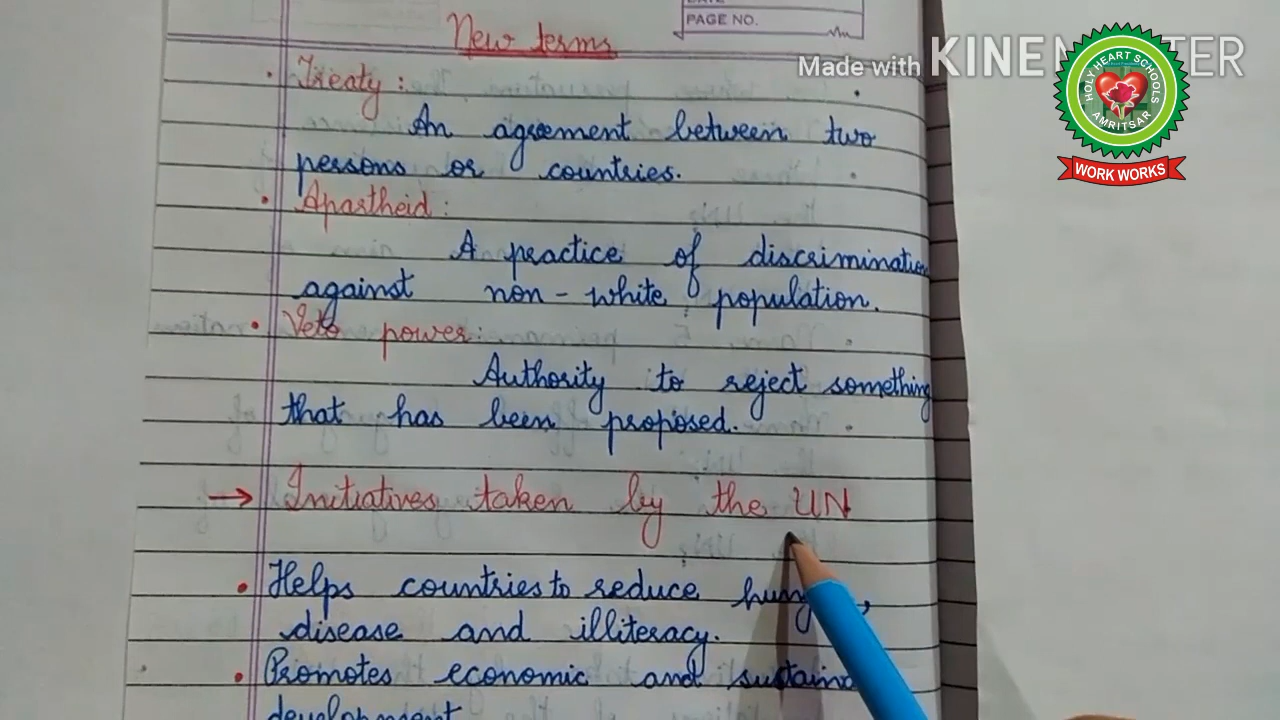 PAGE NO.
New terms
Made with KINEMASTER
HOLY HEART SCHOOLS
AMRITSAR
WORK WORKS
• Treaty :
An agreement between two
persons or countries.
• Apartheid :
A practice of discrimination
against non - white population.
• Veto power :
Authority to reject something
that has been proposed.
→ Initiatives taken by the UN
• Helps countries to reduce
disease and illiteracy.
• Promotes economic and
development